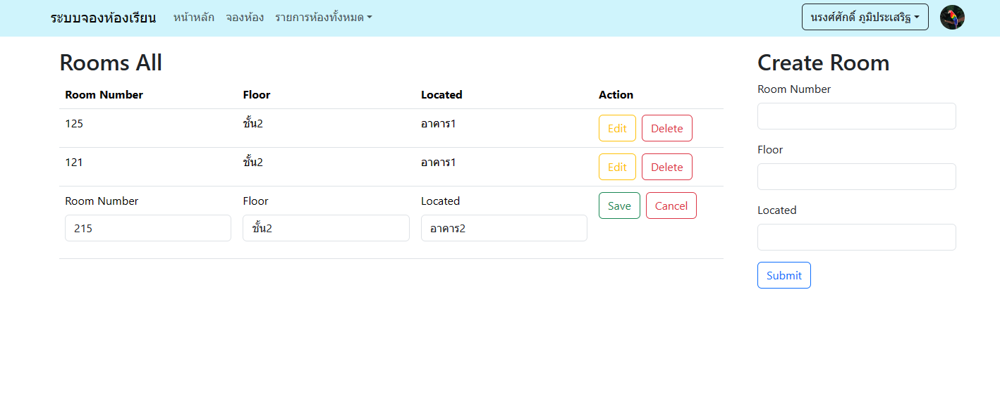 ระบบจองห้องเรียน หน้าหลัก จองห้อง รายการห้องทั้งหมด นรงศ์ศักดิ์ ภูมิประเสริฐ
Rooms All
Room Number Floor Located Action
125 ชั้น2 อาคาร1 Edit Delete
121 ชั้น2 อาคาร1 Edit Delete
Room Number Floor Located Save Cancel
215 ชั้น2 อาคาร2
Create Room
Room Number
Floor
Located
Submit